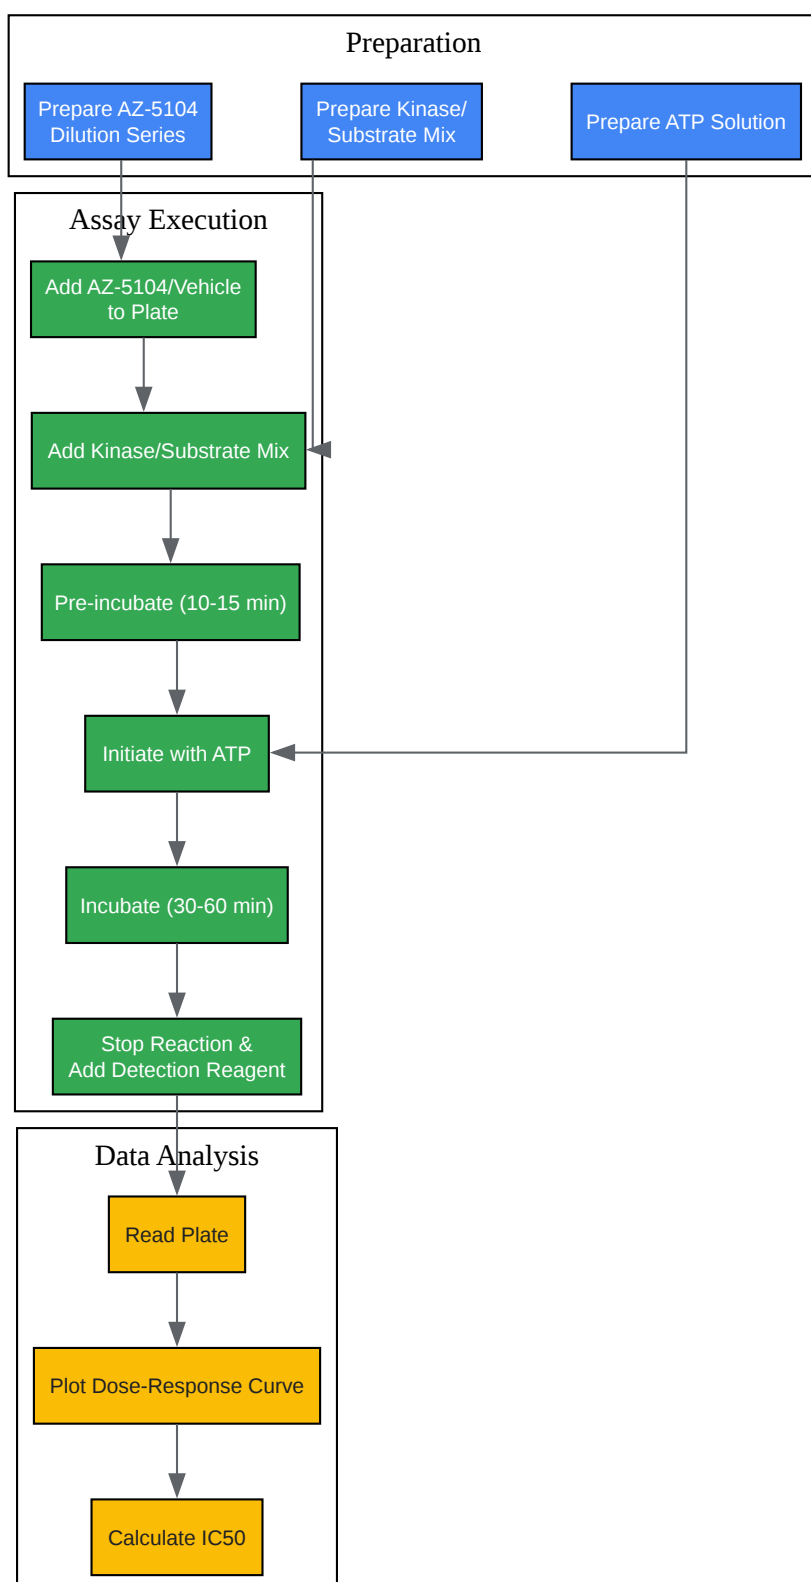 Preparation
Prepare AZ-5104
Dilution Series
Prepare Kinase/
Substrate Mix
Prepare ATP Solution
Assay Execution
Add AZ-5104/Vehicle
to Plate
Add Kinase/Substrate Mix
Pre-incubate (10-15 min)
Initiate with ATP
Incubate (30-60 min)
Stop Reaction &
Add Detection Reagent
Data Analysis
Read Plate
Plot Dose-Response Curve
Calculate IC50